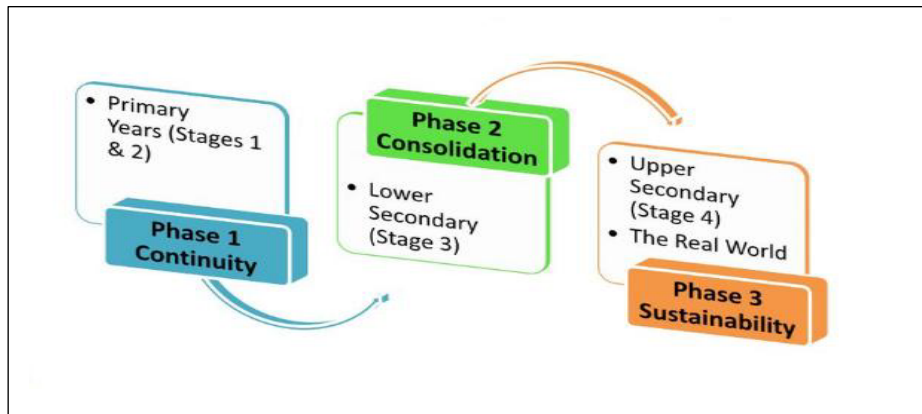 • Primary
Years (Stages 1
& 2)
Phase 1
Continuity
Phase 2
Consolidation
• Lower
Secondary
(Stage 3)
• Upper
Secondary
(Stage 4)
• The Real World
Phase 3
Sustainability